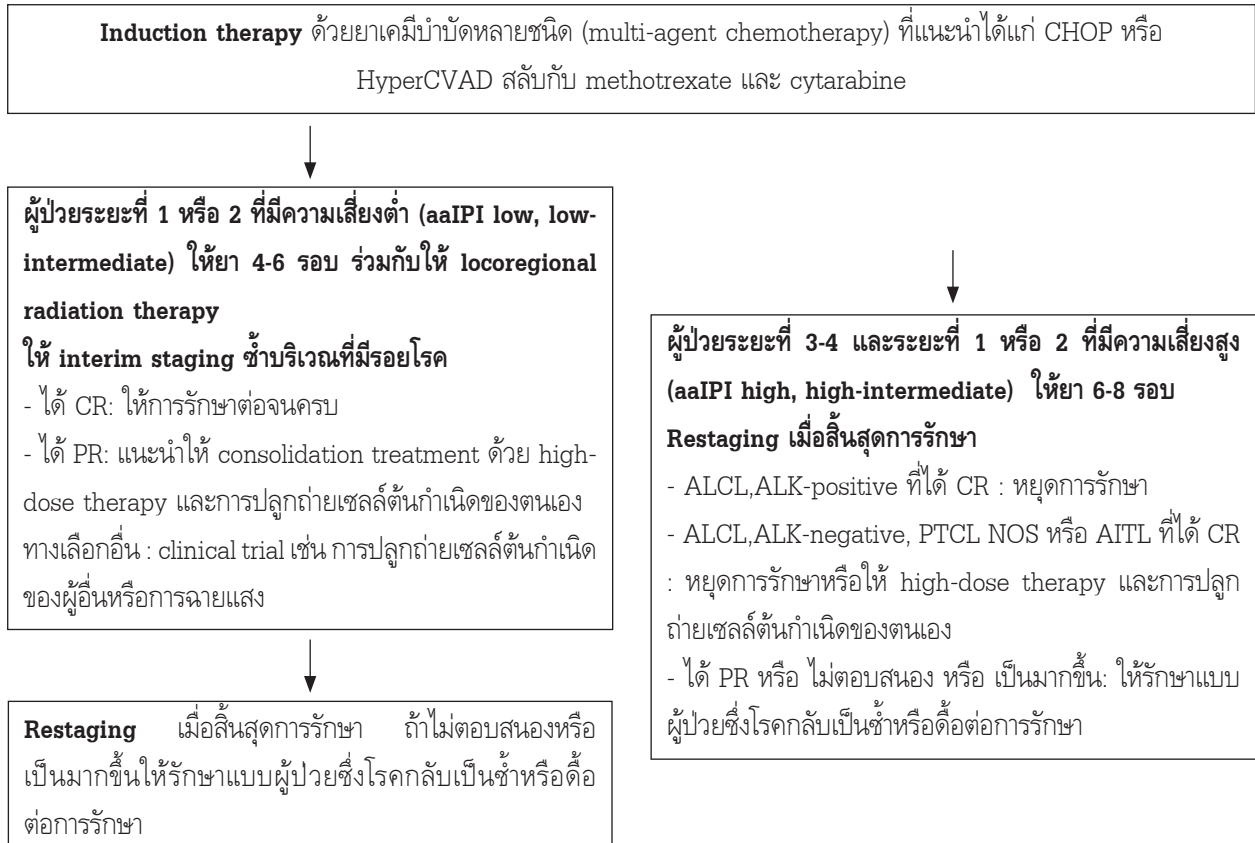 Induction therapy ด้วยยาเคมีบำบัดหลายชนิด (multi-agent chemotherapy) ที่แนะนำได้แก่ CHOP หรือ
HyperCVAD สลับกับ methotrexate และ cytarabine
ผู้ป่วยระยะที่ 1 หรือ 2 ที่มีความเสี่ยงต่ำ (aaIPI low, low-
intermediate) ให้ยา 4-6 รอบ ร่วมกับให้ locoregional
radiation therapy
ให้ interim staging ซ้ำบริเวณที่มีรอยโรค
- ได้ CR: ให้การรักษาต่อจนครบ
- ได้ PR: แนะนำให้ consolidation treatment ด้วย high-
dose therapy และการปลูกถ่ายเซลล์ต้นกำเนิดของตนเอง
ทางเลือกอื่น : clinical trial เช่น การปลูกถ่ายเซลล์ต้นกำเนิด
ของผู้อื่นหรือการฉายแสง
Restaging เมื่อสิ้นสุดการรักษา ถ้าไม่ตอบสนองหรือ
เป็นมากขึ้นให้รักษาแบบผู้ป่วยซึ่งโรคกลับเป็นซ้ำหรือดื้อ
ต่อการรักษา
ผู้ป่วยระยะที่ 3-4 และระยะที่ 1 หรือ 2 ที่มีความเสี่ยงสูง
(aaIPI high, high-intermediate) ให้ยา 6-8 รอบ
Restaging เมื่อสิ้นสุดการรักษา
- ALCL,ALK-positive ที่ได้ CR : หยุดการรักษา
- ALCL,ALK-negative, PTCL NOS หรือ AITL ที่ได้ CR
: หยุดการรักษาหรือให้ high-dose therapy และการปลูก
ถ่ายเซลล์ต้นกำเนิดของตนเอง
- ได้ PR หรือ ไม่ตอบสนอง หรือ เป็นมากขึ้น: ให้รักษาแบบ
ผู้ป่วยซึ่งโรคกลับเป็นซ้ำหรือดื้อต่อการรักษา